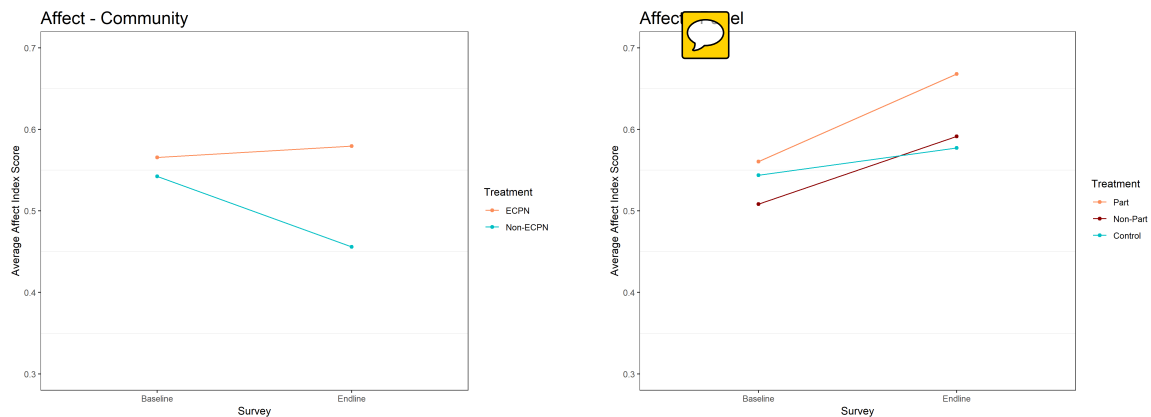 Affect - Community
0.7
0.6
0.5
0.4
0.3
Average Affect Index Score
Baseline
Endline
Survey
Treatment
ECPN
Non-ECPN
Affect
0.7
0.6
0.5
0.4
0.3
Average Affect Index Score
Baseline
Endline
Survey
Treatment
Part
Non-Part
Control